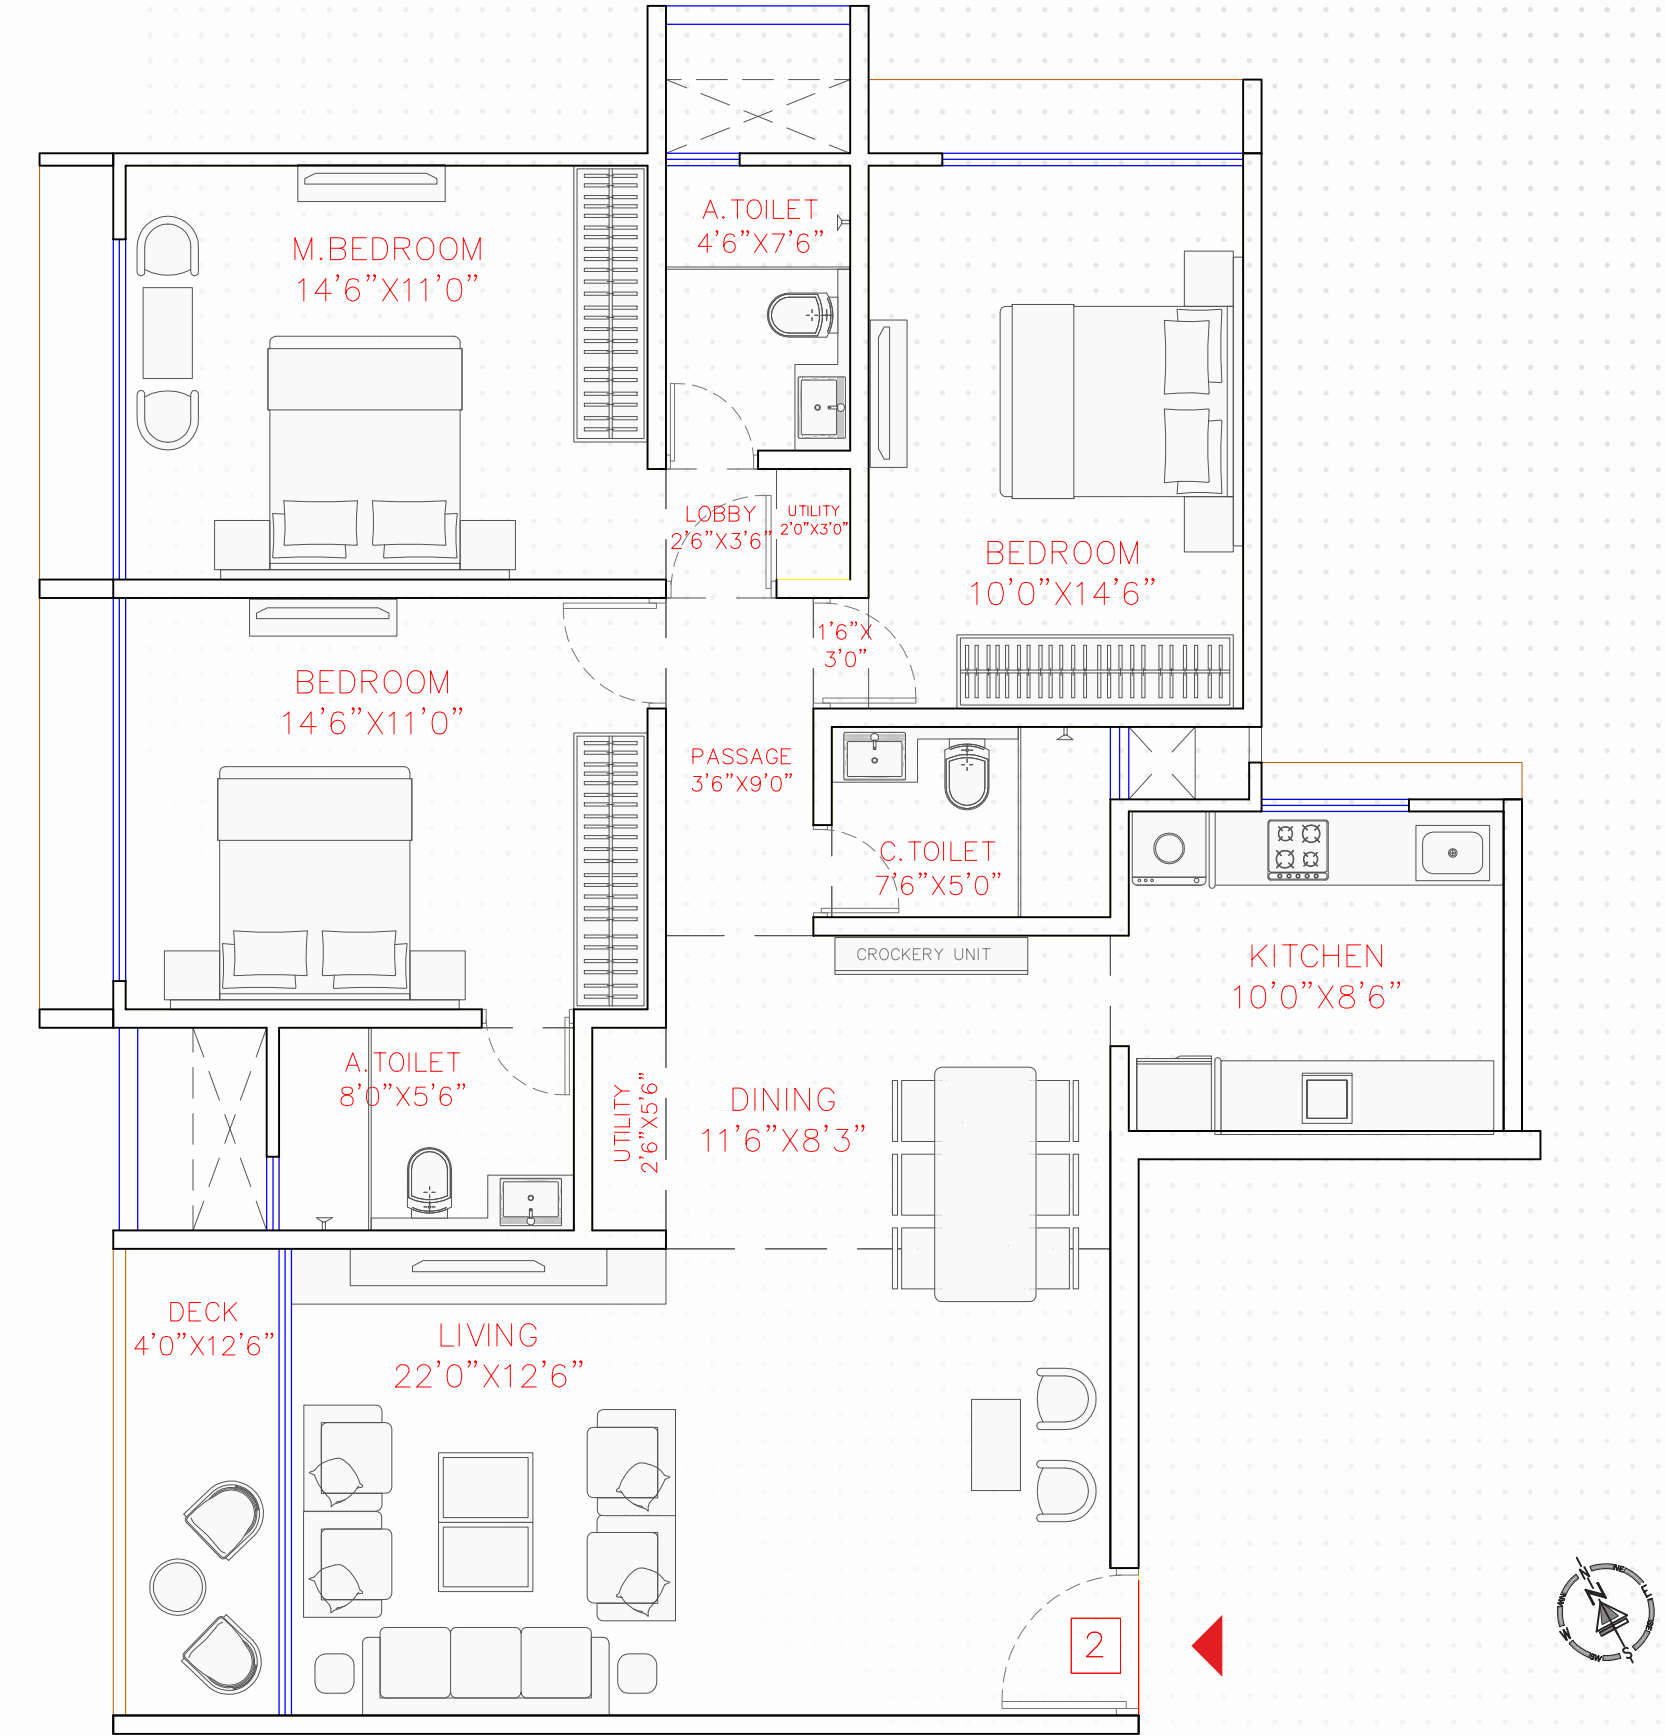 A.TOILET
4'6"X7'6"
M.BEDROOM
14'6"X11'0"
LOBBY
2'6"X3'6"
UTILITY
2'0"X3'0"
BEDROOM
10'0"X14'6"
1'6"X
3'0"
BEDROOM
14'6"X11'0"
PASSAGE
3'6"X9'0"
C.TOILET
7'6"X5'0"
CROCKERY UNIT
KITCHEN
10'0"X8'6"
A.TOILET
8'0"X5'6"
UTILITY
2'6"X5'6"
DINING
11'6"X8'3"
DECK
4'0"X12'6"
LIVING
22'0"X12'6"
2
N
N
NE
E
SE
S
SW
W
NW